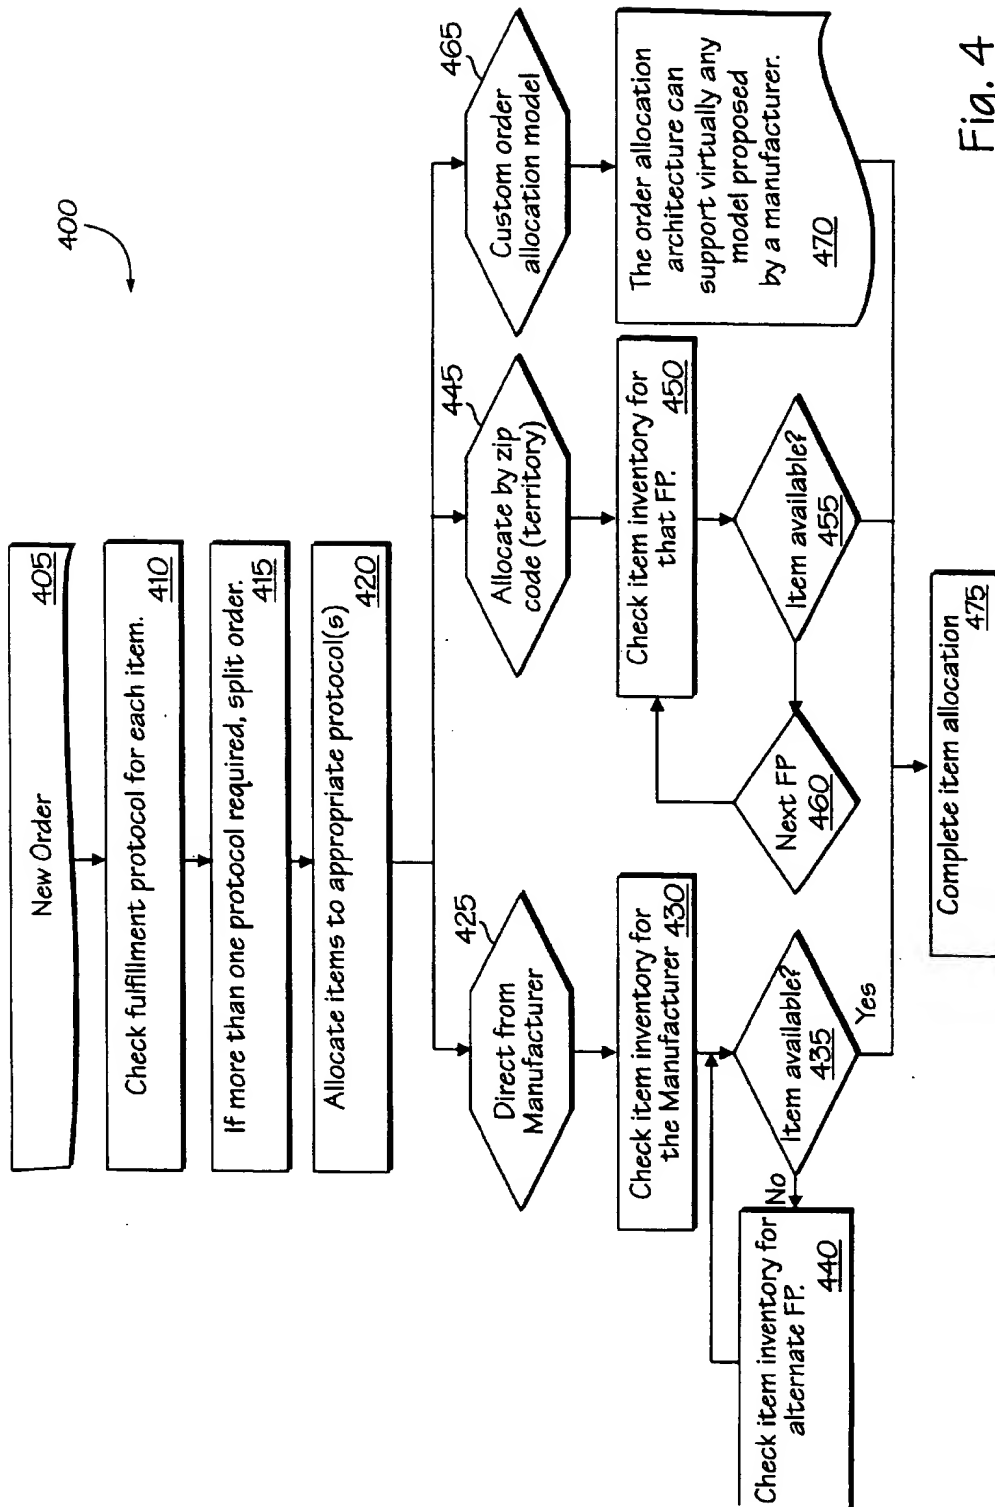 400
New Order
405
Check fulfillment protocol for each item.
410
If more than one protocol required, split order.
415
Allocate items to appropriate protocol(s)
420
425
Direct from
Manufacturer
Check item inventory for
the Manufacturer 430
Item available?
435
Yes
No
Check item inventory for
alternate FP.
440
445
Allocate by zip
code (territory)
Check item inventory for
that FP. 450
Item available?
455
Next FP
460
465
Custom order
allocation model
The order allocation
architecture can
support virtually any
model proposed
by a manufacturer.
470
Complete item allocation
475
Fig. 4